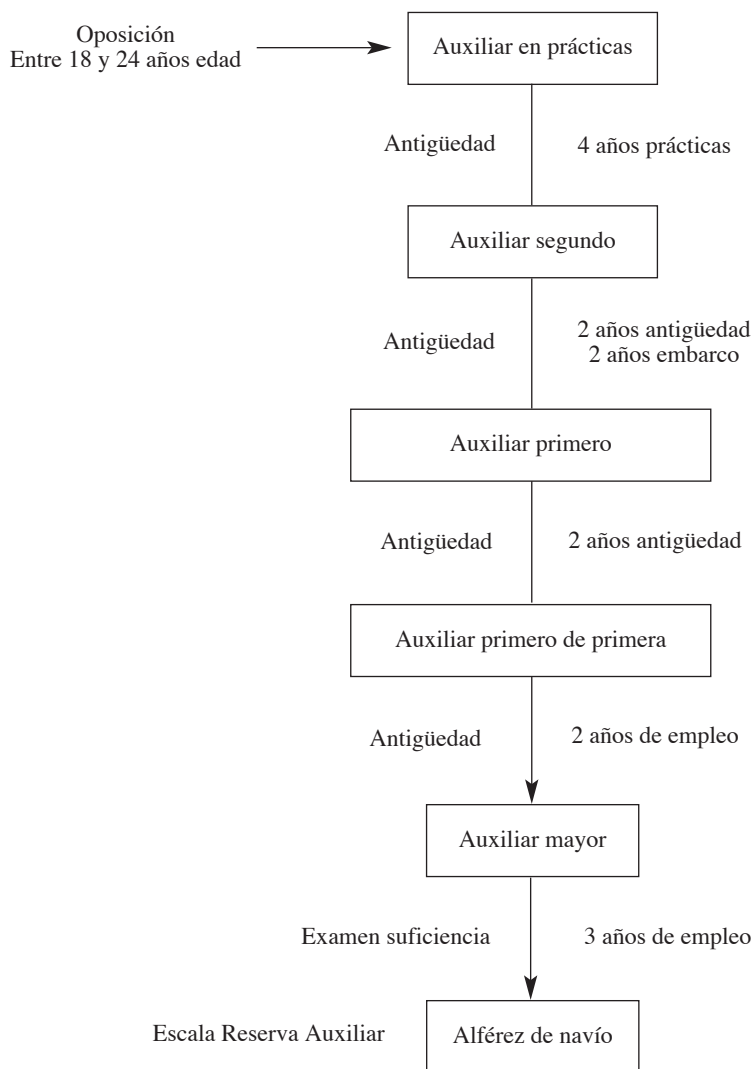 Oposición
Entre 18 y 24 años edad
Auxiliar en prácticas
Antigüedad
4 años prácticas
Auxiliar segundo
Antigüedad
2 años antigüedad
2 años embarco
Auxiliar primero
Antigüedad
2 años antigüedad
Auxiliar primero de primera
Antigüedad
2 años de empleo
Auxiliar mayor
Examen suficiencia
3 años de empleo
Escala Reserva Auxiliar
Alférez de navío